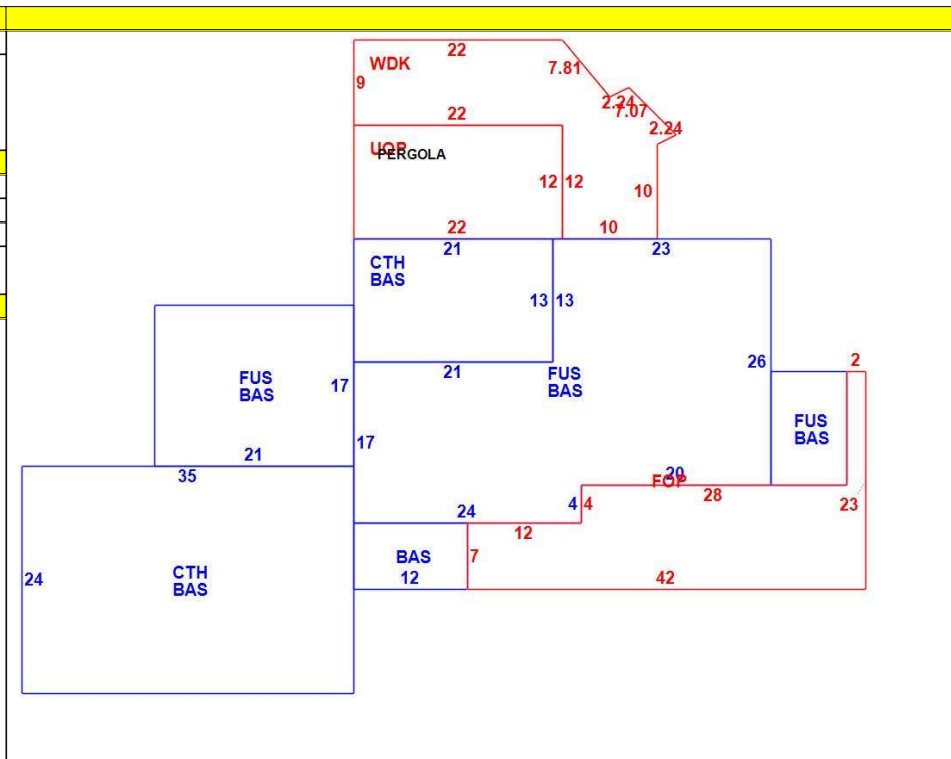 22
WDK
7.81
9
2.24
7.07
22
2.24
UOP
PERGOLA
12 12
10
22
10
21
23
CTH
BAS
13 13
26
2
21
FUS
BAS
FUS
BAS
17
FUS
BAS
17
21
35
20
FOP
28
4 4
23
24
12
BAS
7
24
CTH
BAS
12
42